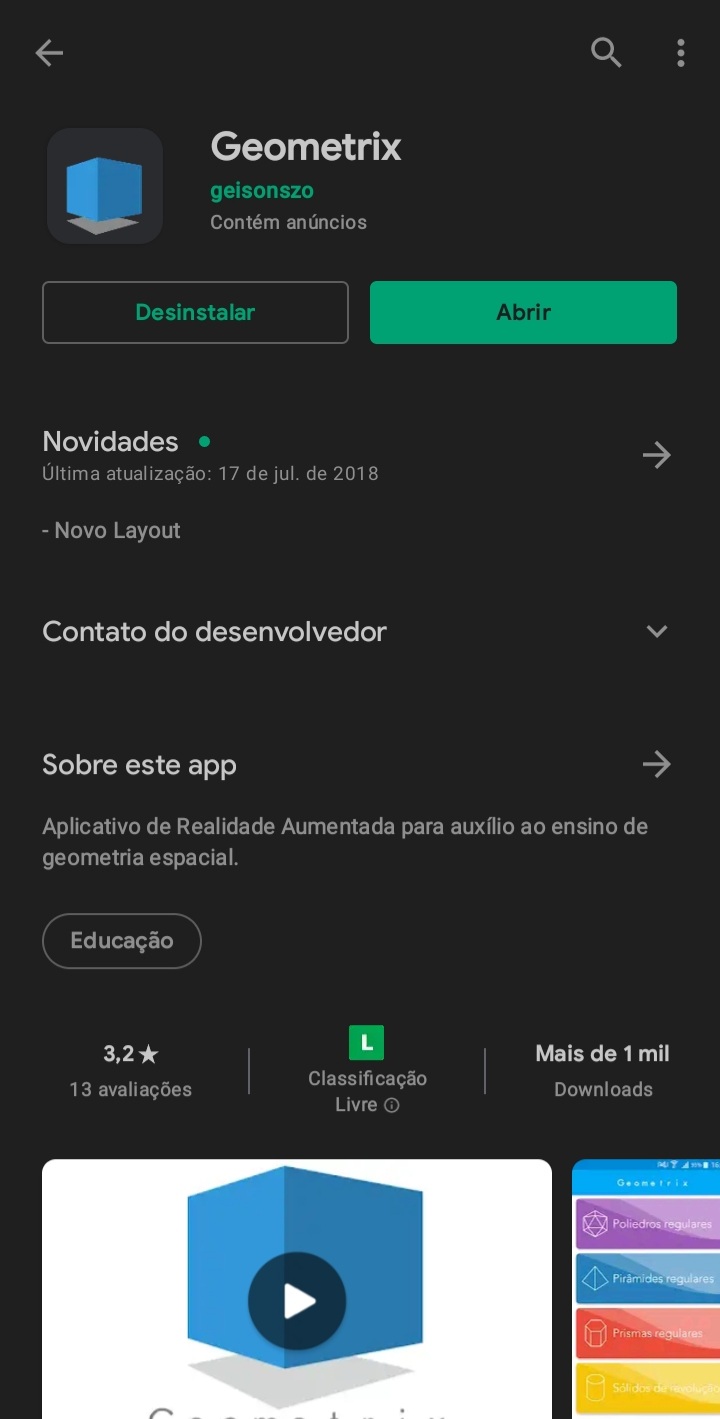 Geometrix
geisonszo
Contém anúncios
Desinstalar
Abrir
Novidades
Última atualização: 17 de jul. de 2018
- Novo Layout
Contato do desenvolvedor
Sobre este app
Aplicativo de Realidade Aumentada para auxílio ao ensino de
geometria espacial.
Educação
3,2★
13 avaliações
L
Classificação
Livre
Mais de 1 mil
Downloads
Geometrix
Poliedros regulares
Pirâmides regulares
Prismas regulares
Sólidos de revolução
Geometrix